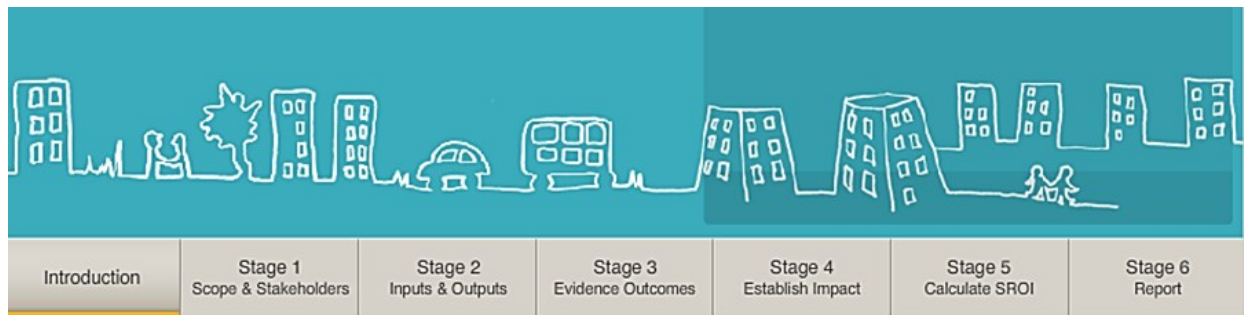 Introduction
Stage 1
Scope & Stakeholders
Stage 2
Inputs & Outputs
Stage 3
Evidence Outcomes
Stage 4
Establish Impact
Stage 5
Calculate SROI
Stage 6
Report